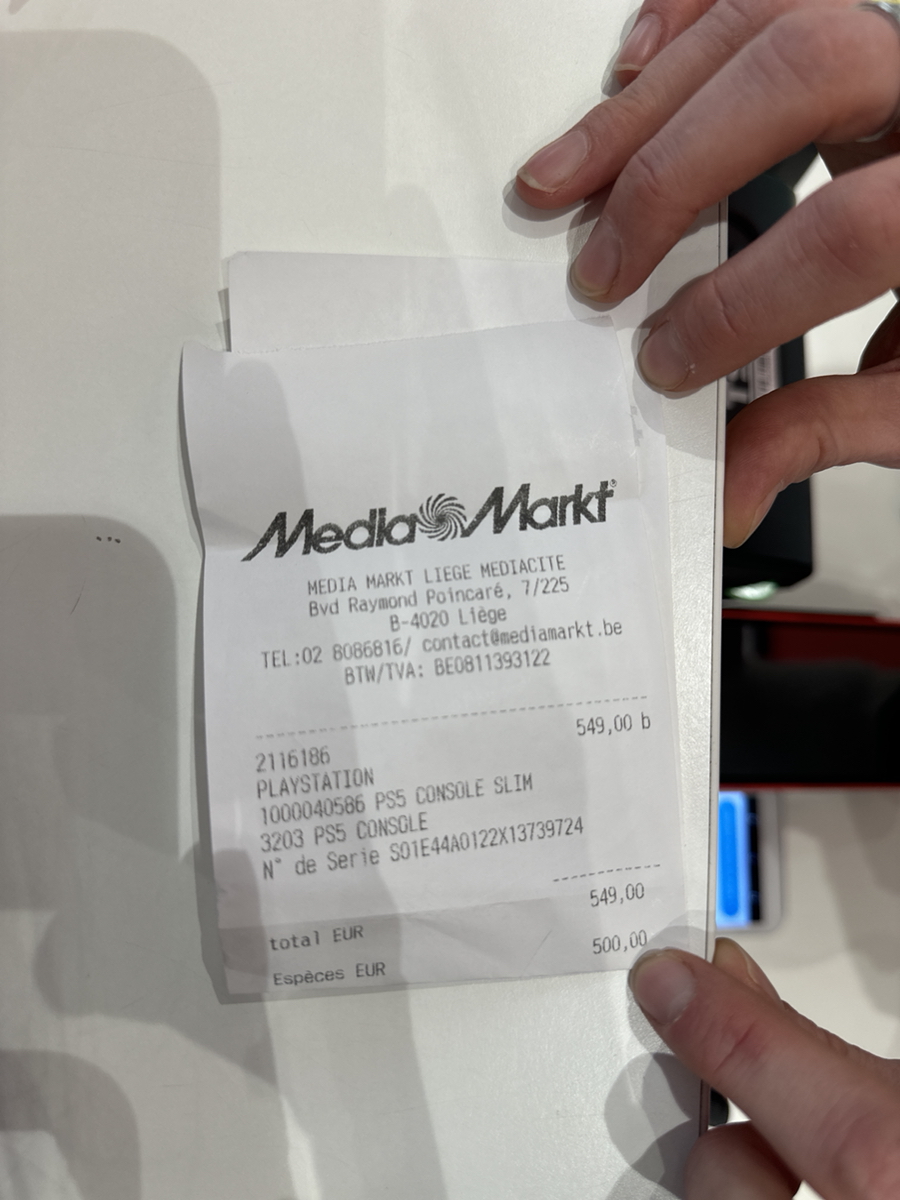 Media Markt®
MEDIA MARKT LIEGE MEDIACITE
Bvd Raymond Poincaré, 7/225
B-4020 Liège
TEL:02 8086816/ contact@mediamarkt.be
BTW/TVA: BE0811393122
549,00 b
2116186
PLAYSTATION
1000040586 PS5 CONSOLE SLIM
3203 PS5 CONSOLE
N° de Serie S01E44A0122X13739724
549,00
total EUR
500,00
Espèces EUR